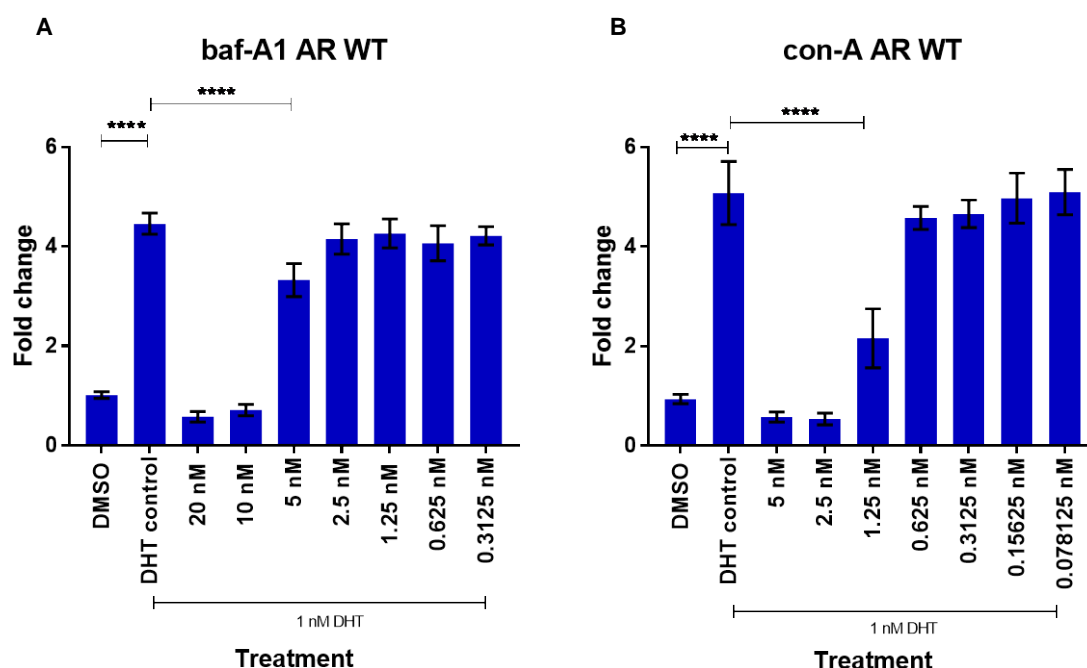 A
baf-A1 AR WT
****
****
Fold change
6
4
2
0
DMSO
DHT control
20 nM
10 nM
5 nM
2.5 nM
1.25 nM
0.625 nM
0.3125 nM
1 nM DHT
Treatment
B
con-A AR WT
****
****
Fold change
6
4
2
0
DMSO
DHT control
5 nM
2.5 nM
1.25 nM
0.625 nM
0.3125 nM
0.15625 nM
0.078125 nM
1 nM DHT
Treatment